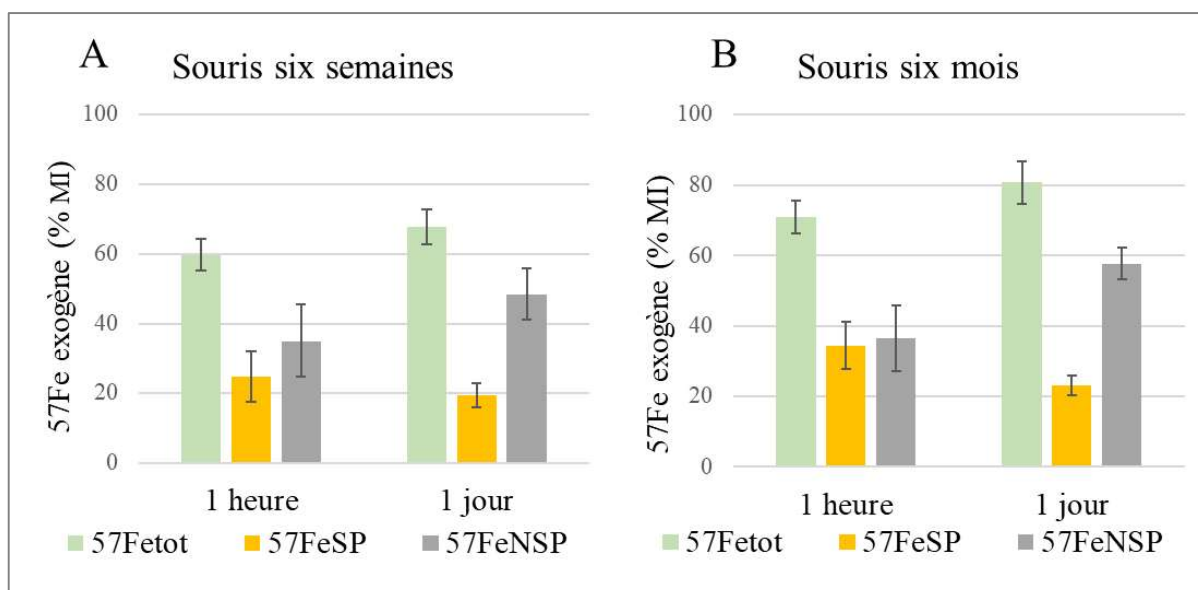 A
Souris six semaines
57Fe exogène (% MI)
100
80
60
40
20
0
1 heure
1 jour
57Fetot
57FeSP
57FeNSP
B
Souris six mois
57Fe exogène (% MI)
100
80
60
40
20
0
1 heure
1 jour
57Fetot
57FeSP
57FeNSP